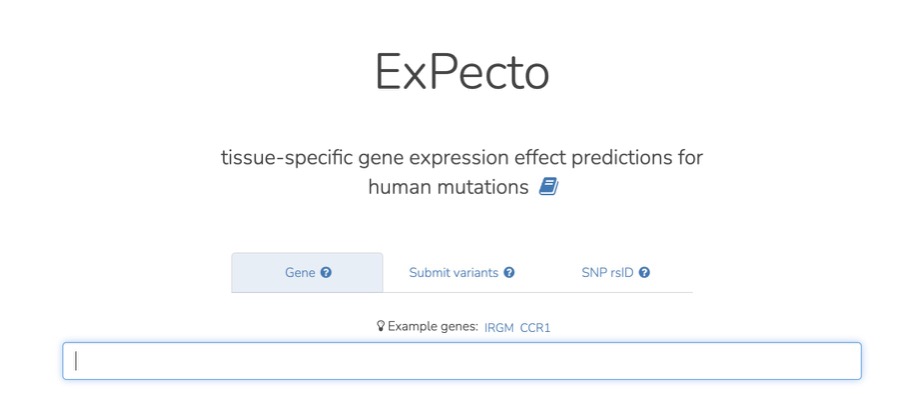 ExPecto
tissue-specific gene expression effect predictions for
human mutations
Gene Submit variants SNP rsID
Example genes: IRGM CCR1